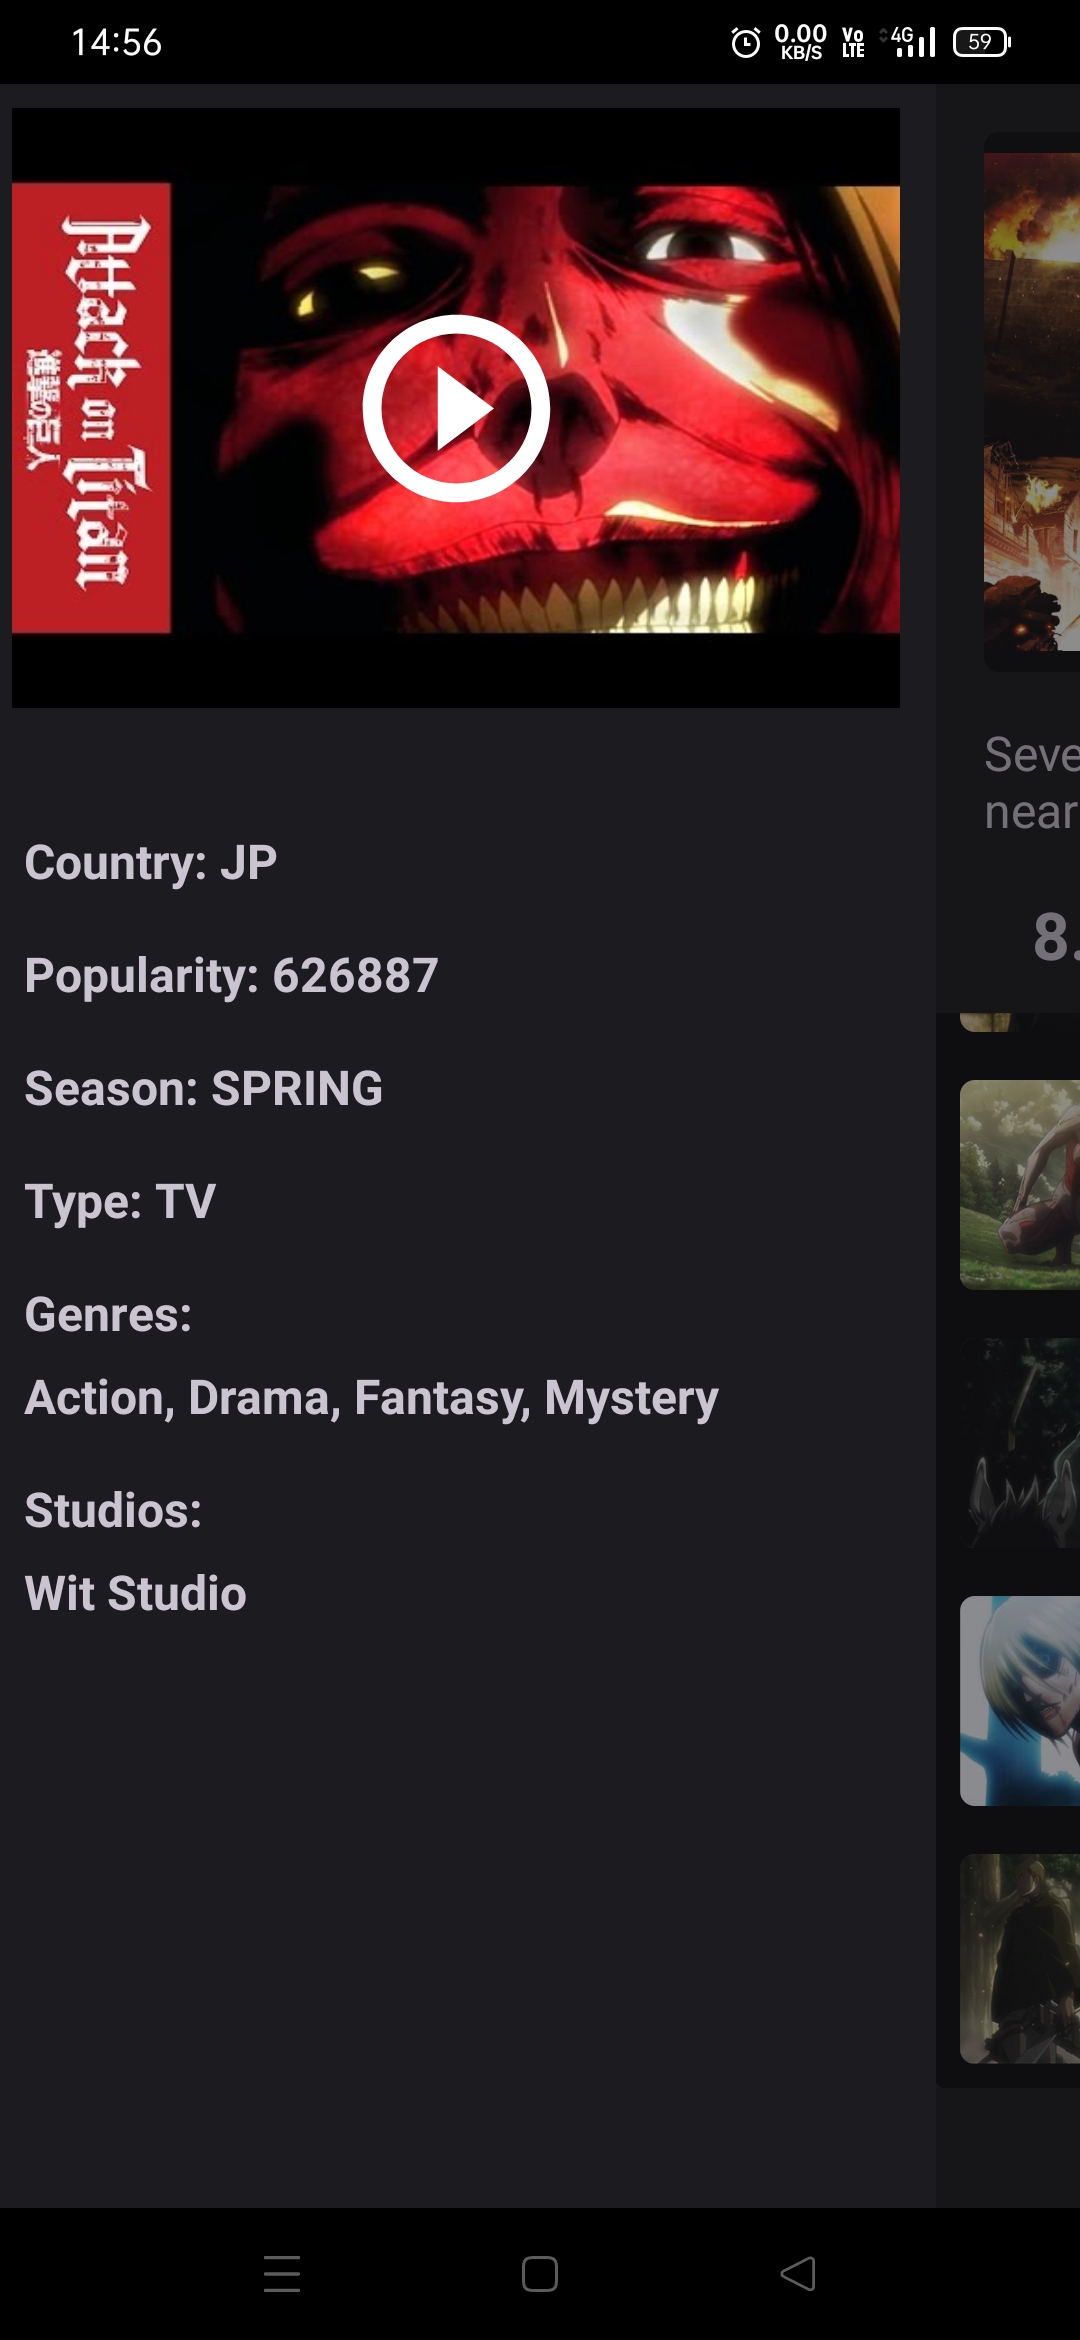 14:56
0.00
KB/S
Vo
LTE
4G
59
Attack on Titan
進撃の巨人
Country: JP
Popularity: 626887
Season: SPRING
Type: TV
Genres:
Action, Drama, Fantasy, Mystery
Studios:
Wit Studio
Seve
near
8.